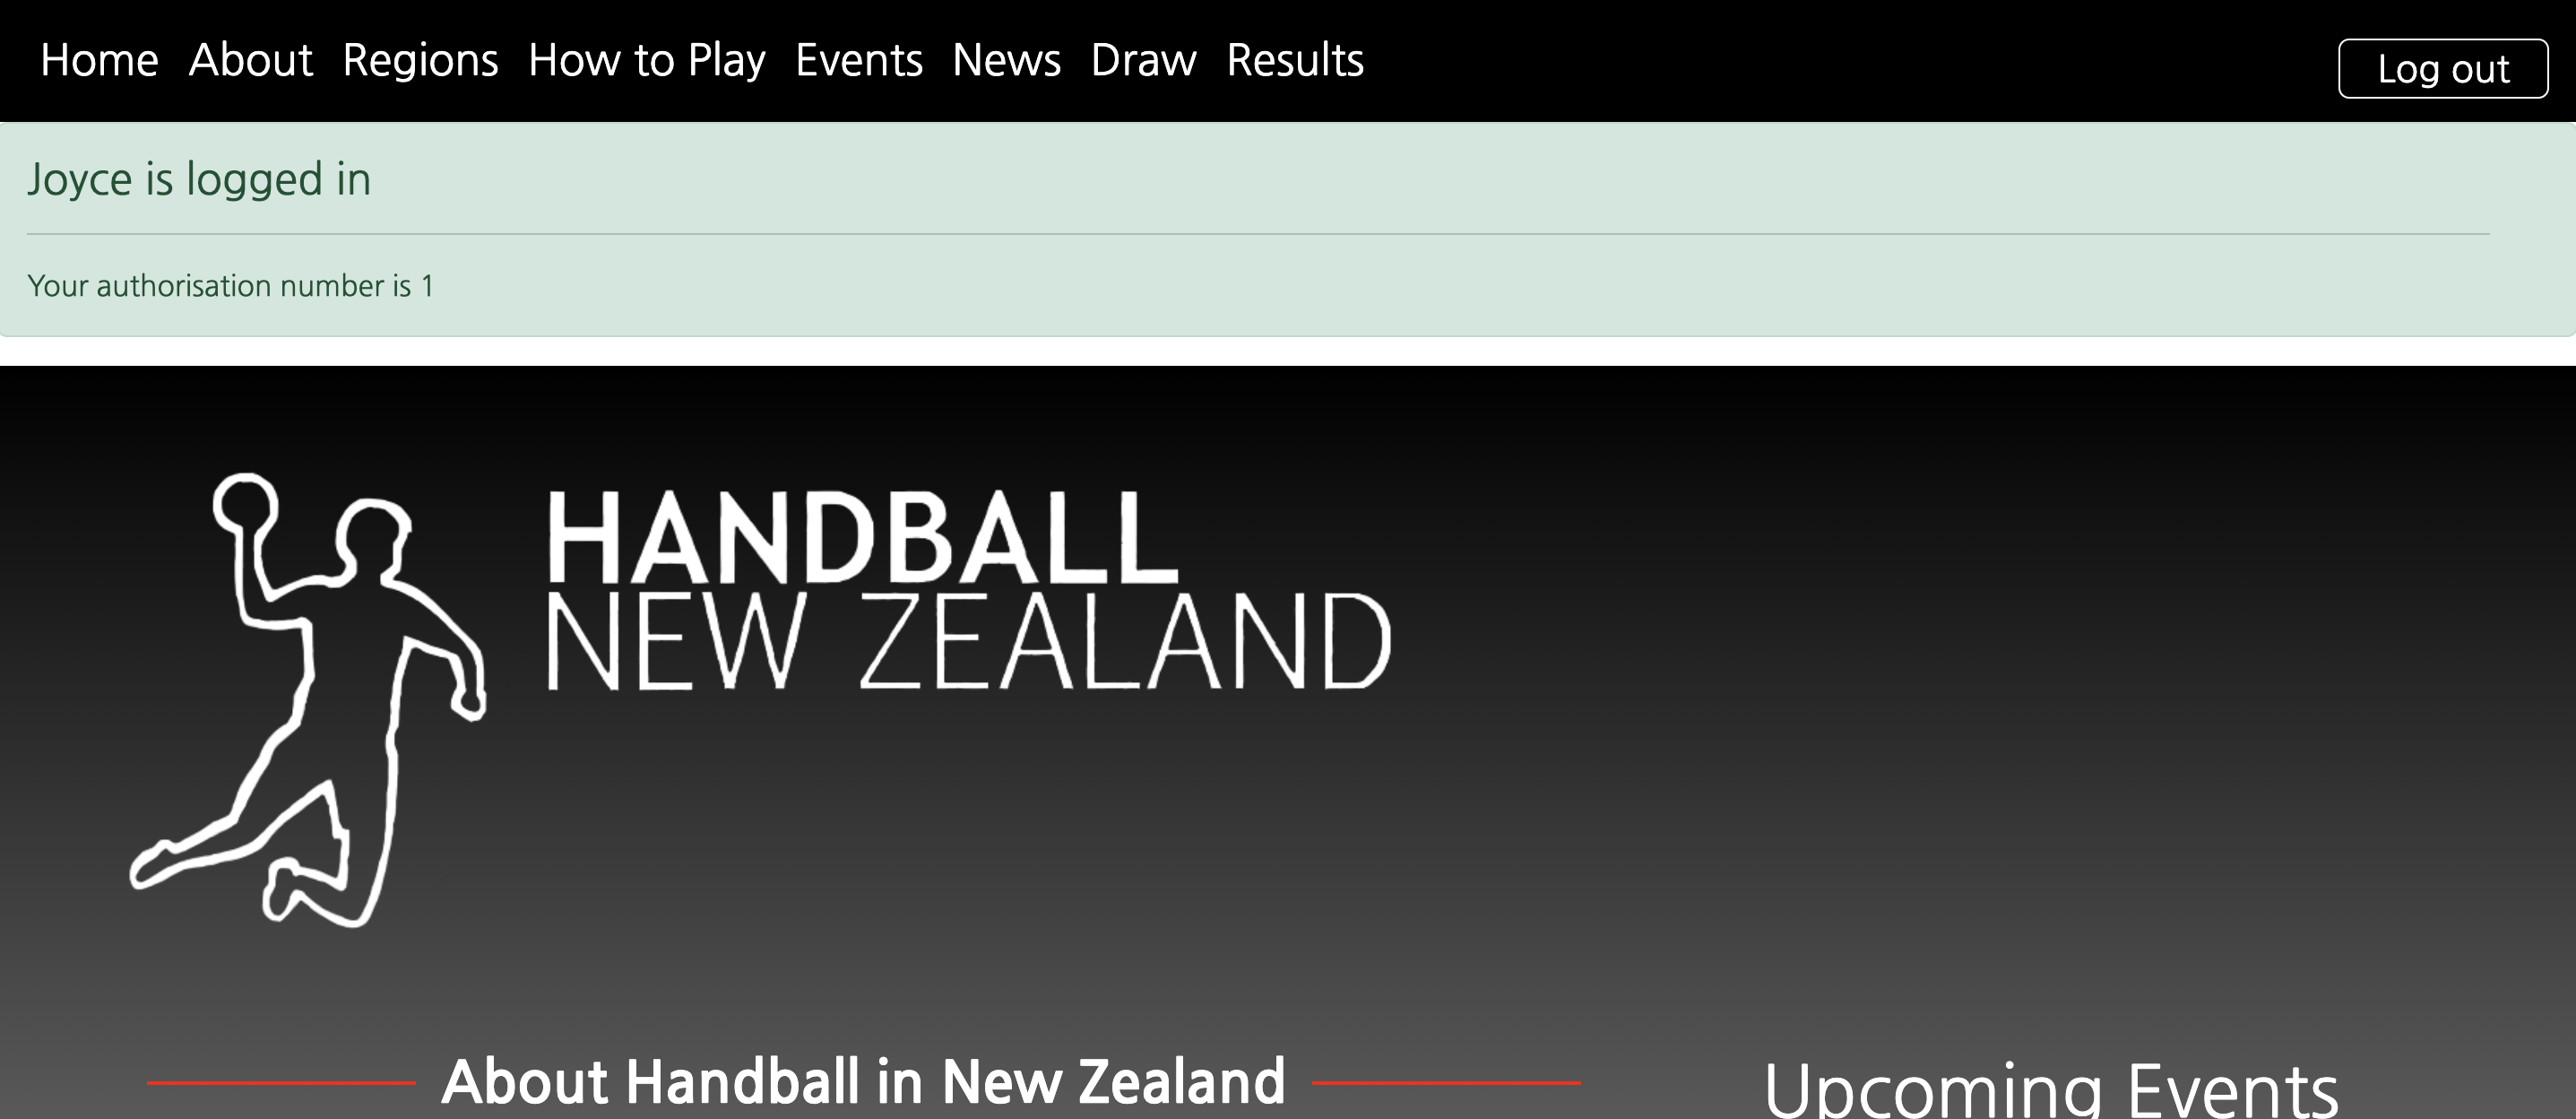 Home About Regions How to Play Events News Draw Results Log out
Joyce is logged in
Your authorisation number is 1
HANDBALL
NEW ZEALAND
About Handball in New Zealand
Upcoming Events